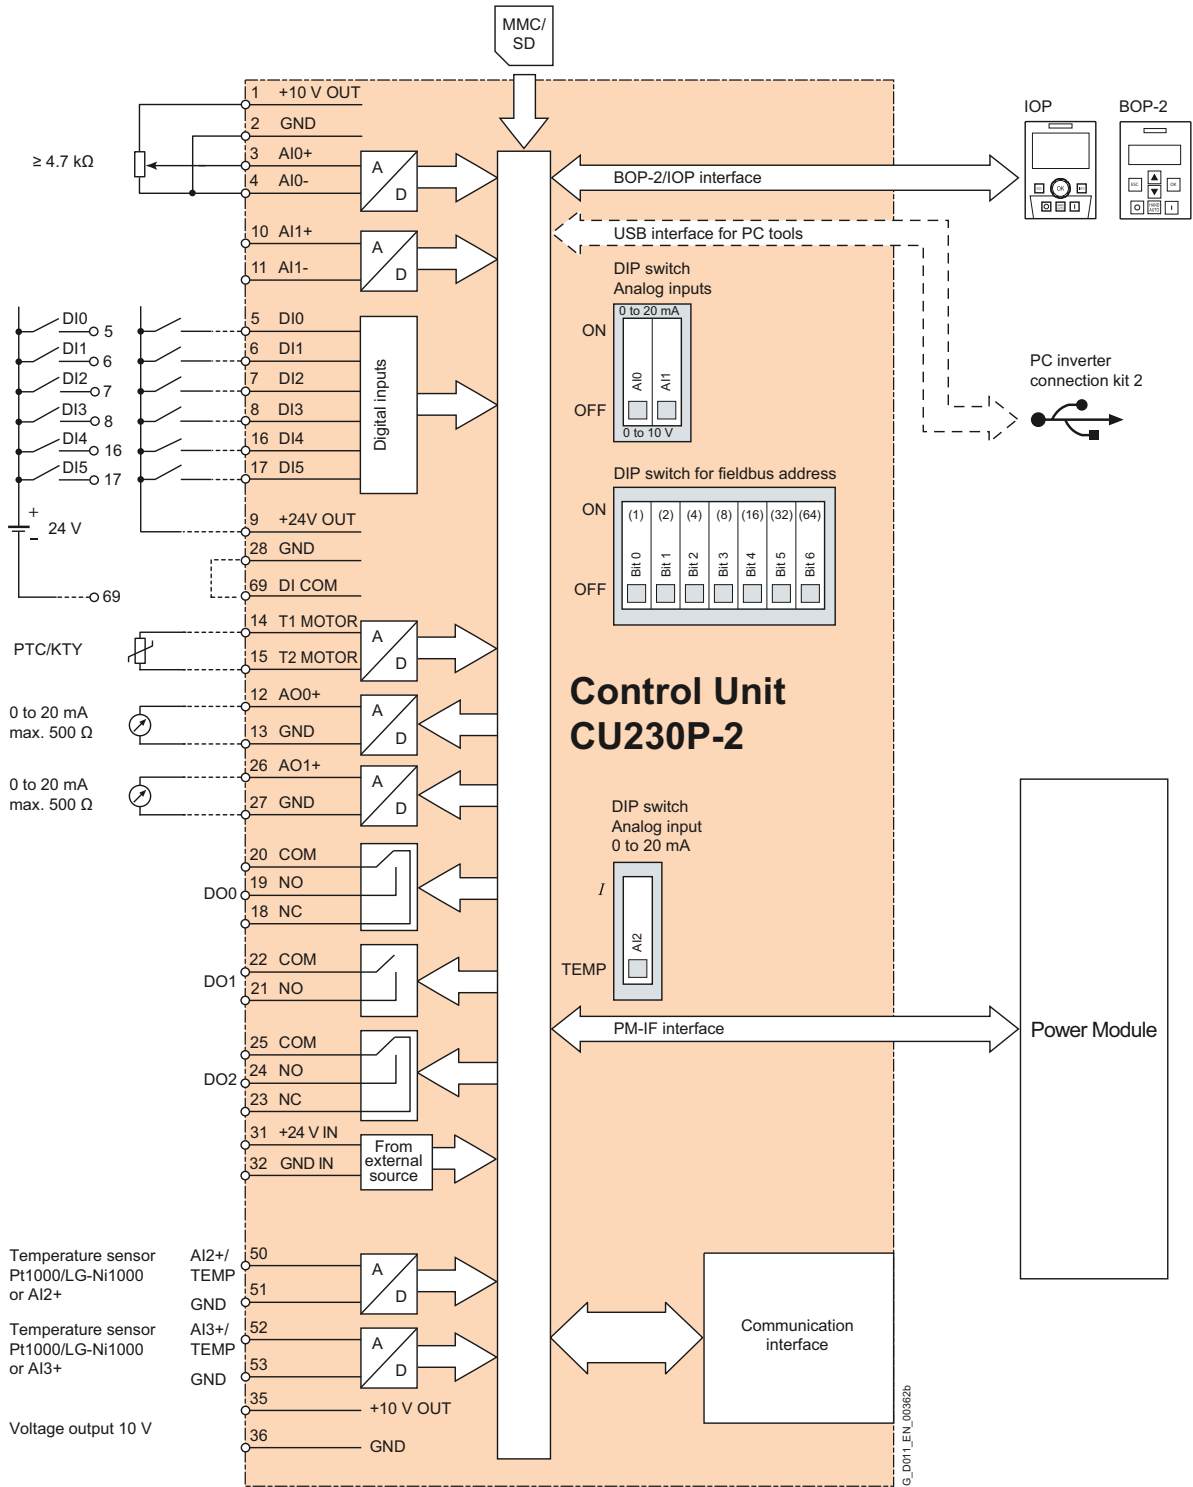 MMC/
SD
1 +10 V OUT
2 GND
3 AI0+
4 AI0-
≥ 4.7 kΩ
A
D
10 AI1+
11 AI1-
A
D
BOP-2/IOP interface
IOP
BOP-2
ESC
OK
OK
HAND
AUTO
USB interface for PC tools
DIP switch
Analog inputs
0 to 20 mA
ON
AI0
AI1
OFF
0 to 10 V
PC inverter
connection kit 2
DI0 5
DI1 6
DI2 7
DI3 8
DI4 16
DI5 17
+
-
24 V
69
5 DI0
6 DI1
7 DI2
8 DI3
16 DI4
17 DI5
Digital inputs
9 +24V OUT
28 GND
69 DI COM
DIP switch for fieldbus address
ON
(1) (2) (4) (8) (16) (32) (64)
Bit 0 Bit 1 Bit 2 Bit 3 Bit 4 Bit 5 Bit 6
OFF
PTC/KTY
14 T1 MOTOR
15 T2 MOTOR
A
D
Control Unit
CU230P-2
0 to 20 mA
max. 500 Ω
12 AO0+
13 GND
A
D
0 to 20 mA
max. 500 Ω
26 AO1+
27 GND
A
D
DIP switch
Analog input
0 to 20 mA
I
AI2
TEMP
DO0
20 COM
19 NO
18 NC
DO1
22 COM
21 NO
DO2
25 COM
24 NO
23 NC
PM-IF interface
Power Module
31 +24 V IN
32 GND IN
From
external
source
Temperature sensor
Pt1000/LG-Ni1000
or AI2+
AI2+/
TEMP
GND
50
51
A
D
Temperature sensor
Pt1000/LG-Ni1000
or AI3+
AI3+/
TEMP
GND
52
53
A
D
Communication
interface
Voltage output 10 V
35 +10 V OUT
36 GND
G_D011_EN_00362b